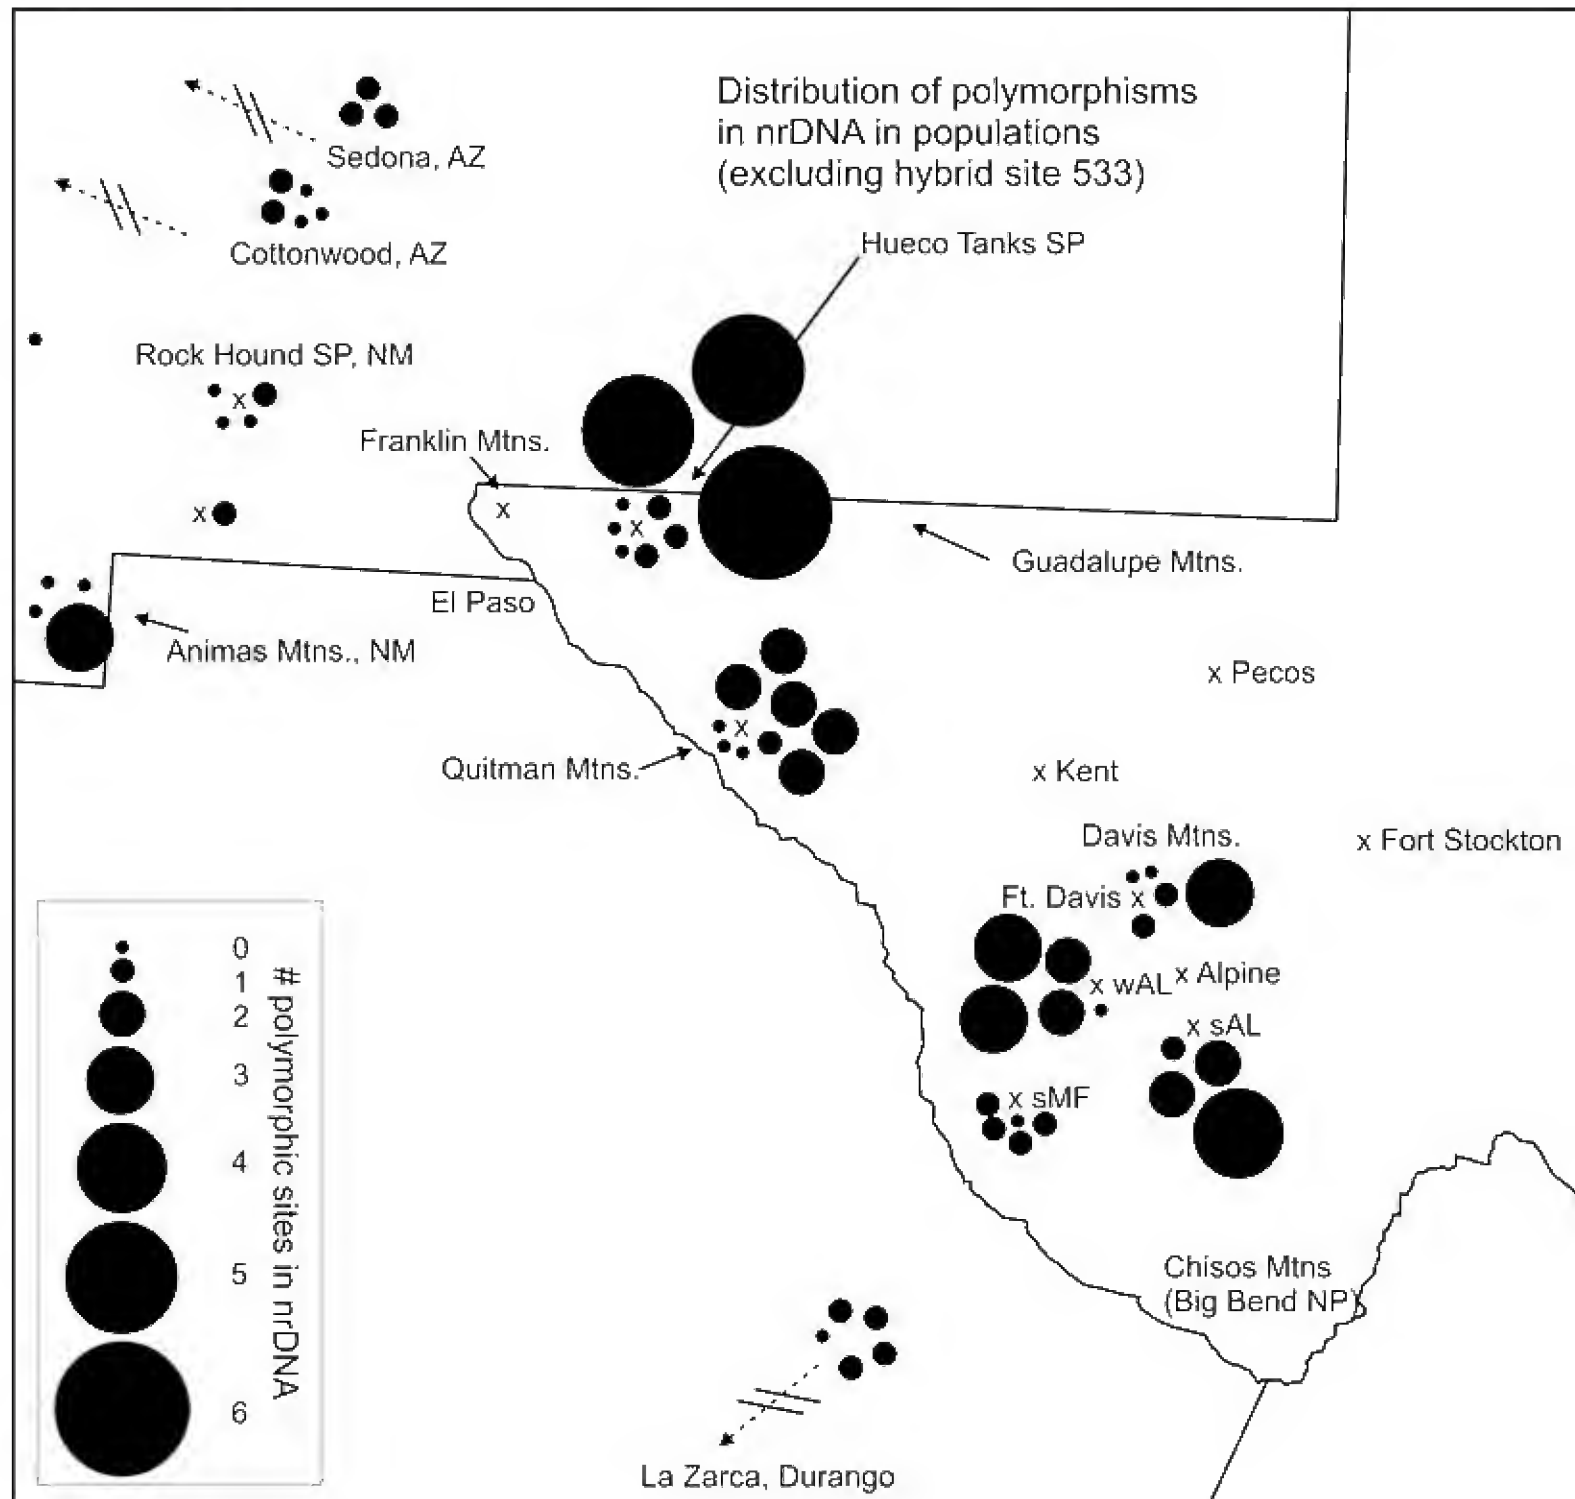 Distribution of polymorphisms
in nrDNA in populations
(excluding hybrid site 533)
Sedona, AZ
Cottonwood, AZ
Hueco Tanks SP
Rock Hound SP, NM
x
Franklin Mtns.
x
x
x
Guadalupe Mtns.
El Paso
Animas Mtns., NM
x Pecos
x
Quitman Mtns.
x Kent
Davis Mtns.
x Fort Stockton
Ft. Davis x
x wAL
x Alpine
x sAL
x sMF
Chisos Mtns
(Big Bend NP)
La Zarca, Durango
0
1
2
3
4
5
6
# polymorphic sites in nrDNA